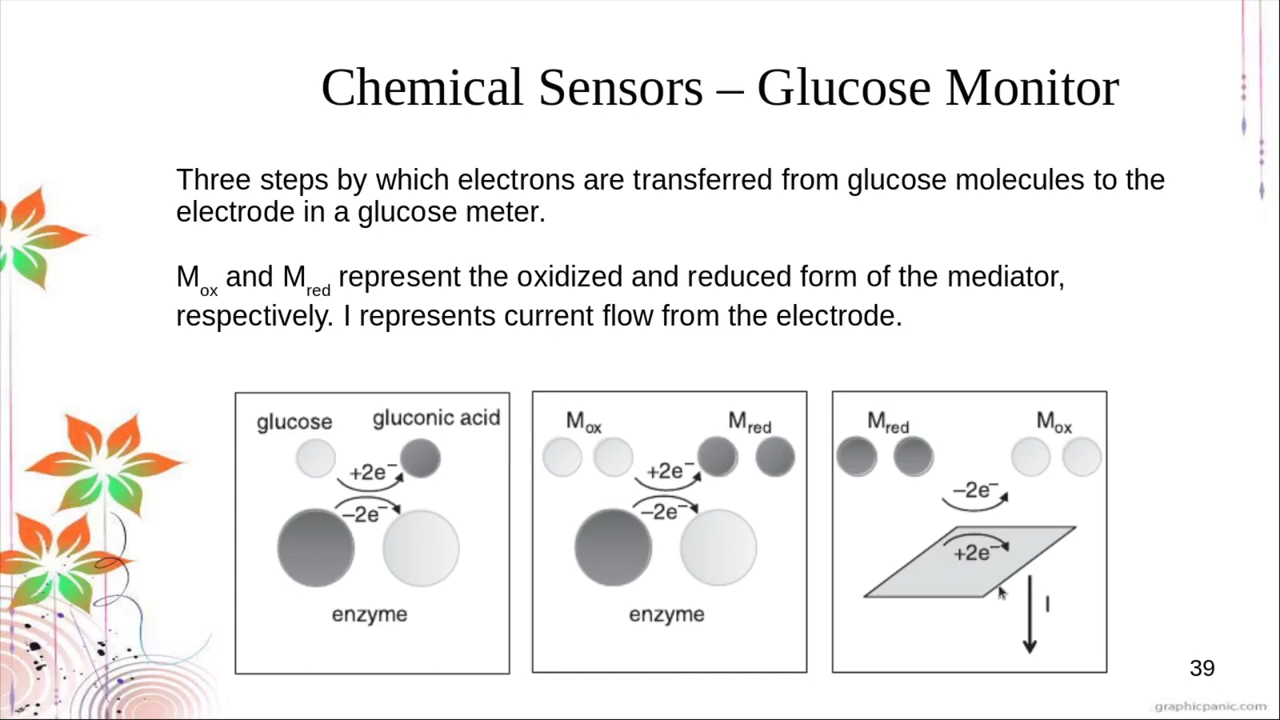 Chemical Sensors – Glucose Monitor
Three steps by which electrons are transferred from glucose molecules to the
electrode in a glucose meter.
Mox and Mred represent the oxidized and reduced form of the mediator,
respectively. I represents current flow from the electrode.
glucose gluconic acid
+2e⁻
–2e⁻
enzyme
Mox Mred
+2e⁻
–2e⁻
enzyme
Mred Mox
–2e⁻
+2e⁻
I
39
graphicpanic.com